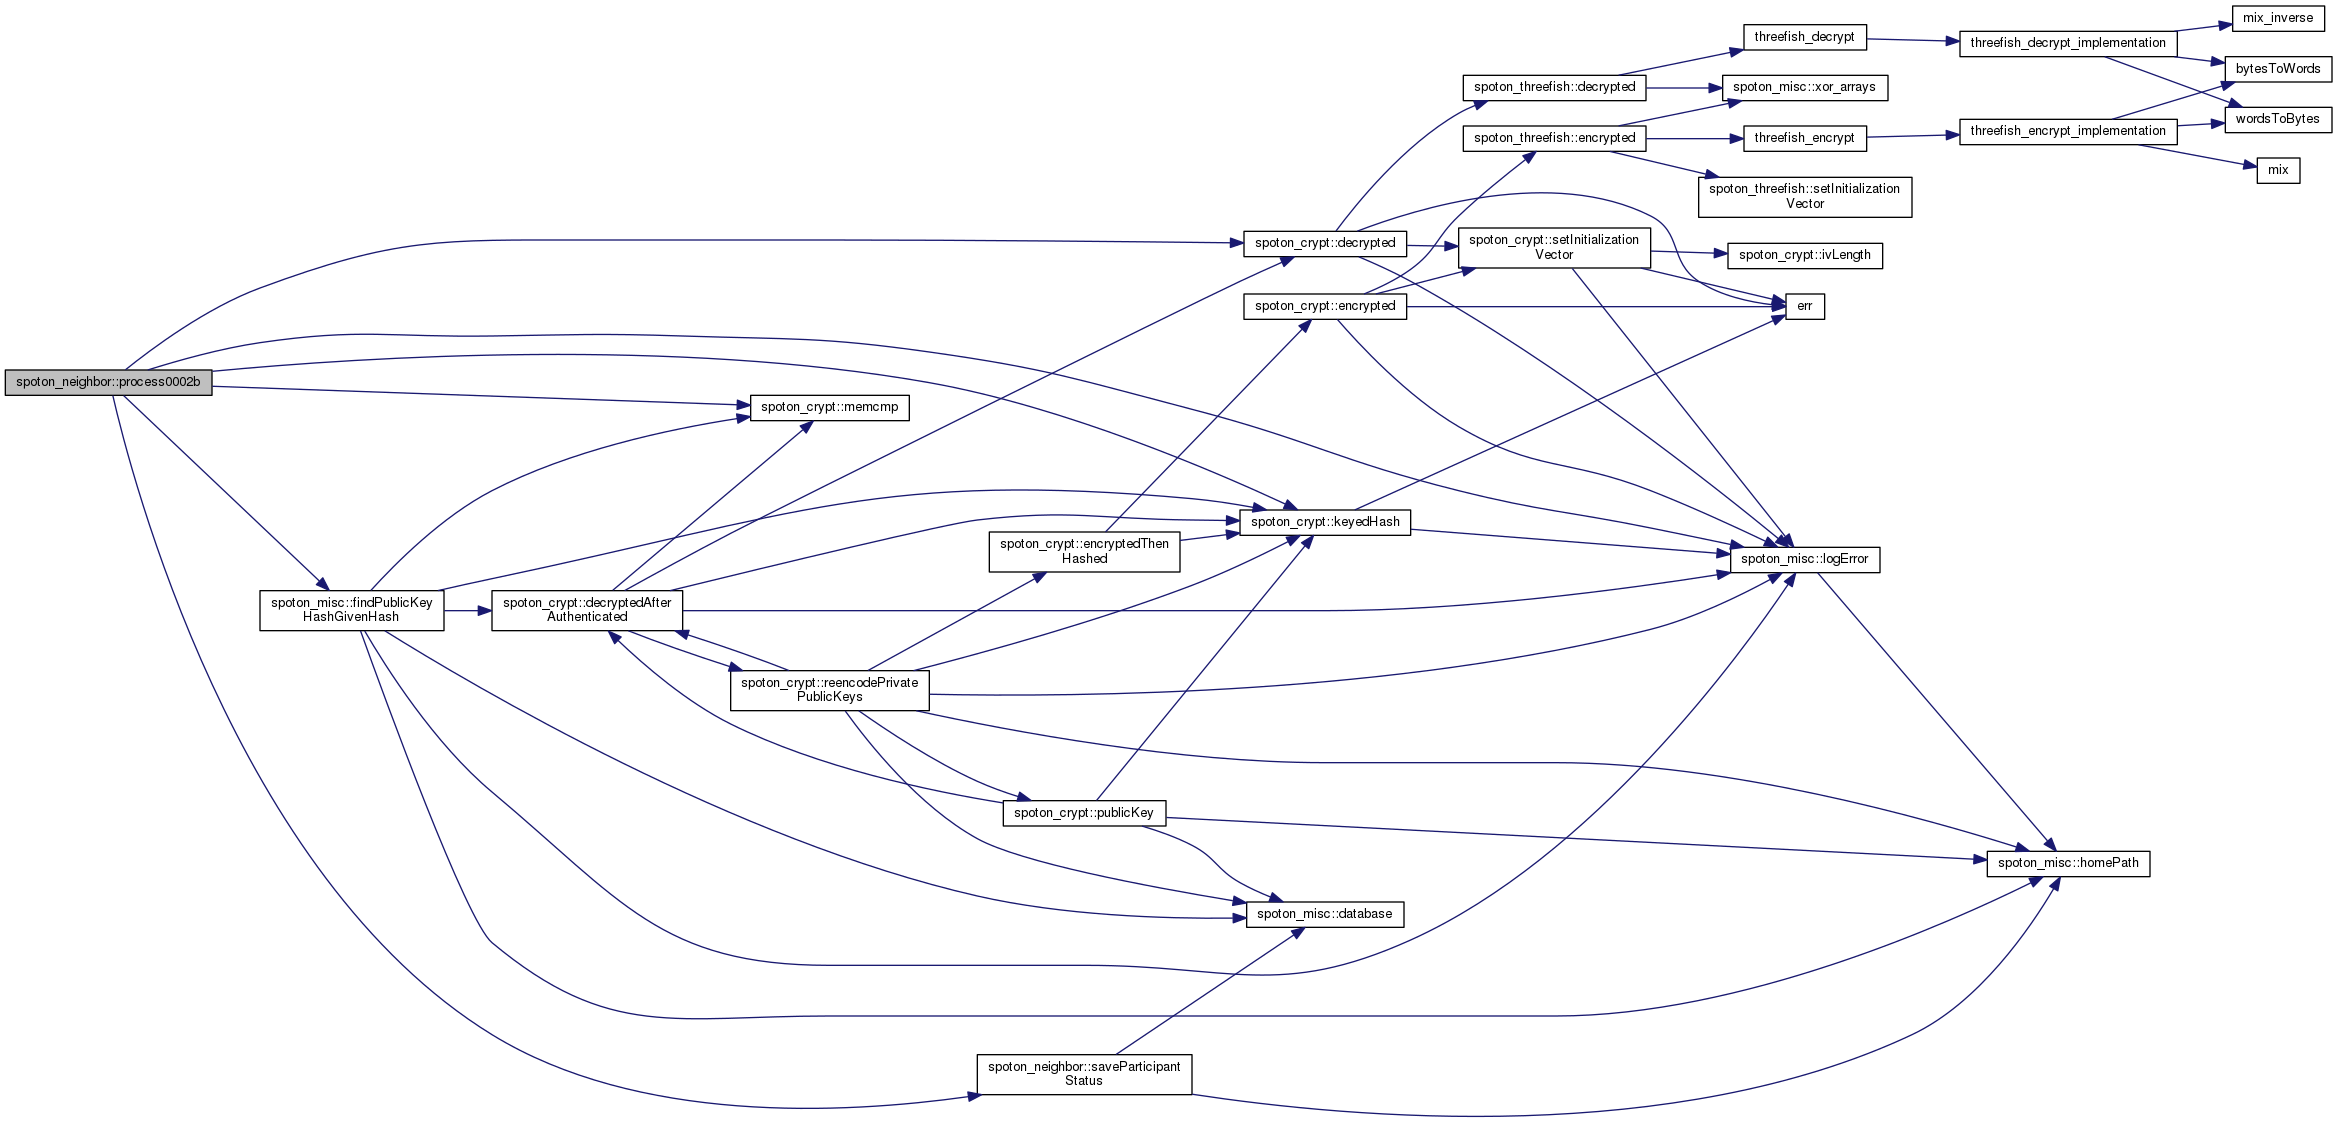 mix_inverse
threefish_decrypt
threefish_decrypt_implementation
bytesToWords
spoton_threefish::decrypted
spoton_misc::xor_arrays
wordsToBytes
spoton_threefish::encrypted
threefish_encrypt
threefish_encrypt_implementation
mix
spoton_threefish::setInitialization
Vector
spoton_crypt::decrypted
spoton_crypt::setInitialization
Vector
spoton_crypt::ivLength
spoton_crypt::encrypted
err
spoton_neighbor::process0002b
spoton_crypt::memcmp
spoton_crypt::keyedHash
spoton_crypt::encryptedThen
Hashed
spoton_misc::logError
spoton_misc::findPublicKey
HashGivenHash
spoton_crypt::decryptedAfter
Authenticated
spoton_crypt::reencodePrivate
PublicKeys
spoton_crypt::publicKey
spoton_misc::homePath
spoton_misc::database
spoton_neighbor::saveParticipant
Status